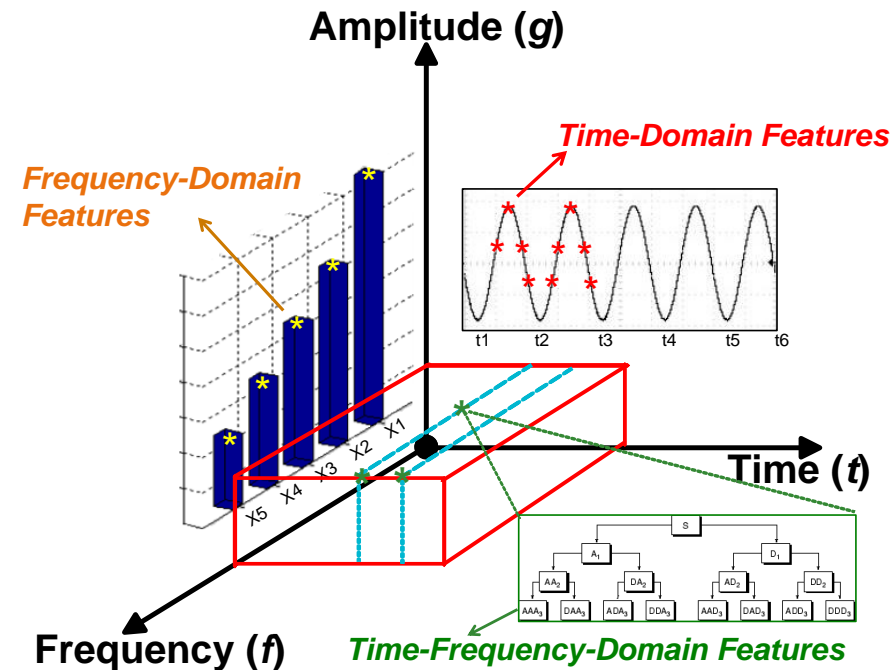 Amplitude (g)
Time-Domain Features
Frequency-Domain
Features
t1 t2 t3 t4 t5 t6
X1
X2
X3
X4
X5
Time (t)
S
A1 D1
AA2 DA2 AD2 DD2
AAA3 DAA3 ADA3 DDA3 AAD3 DAD3 ADD3 DDD3
Frequency (f)
Time-Frequency-Domain Features